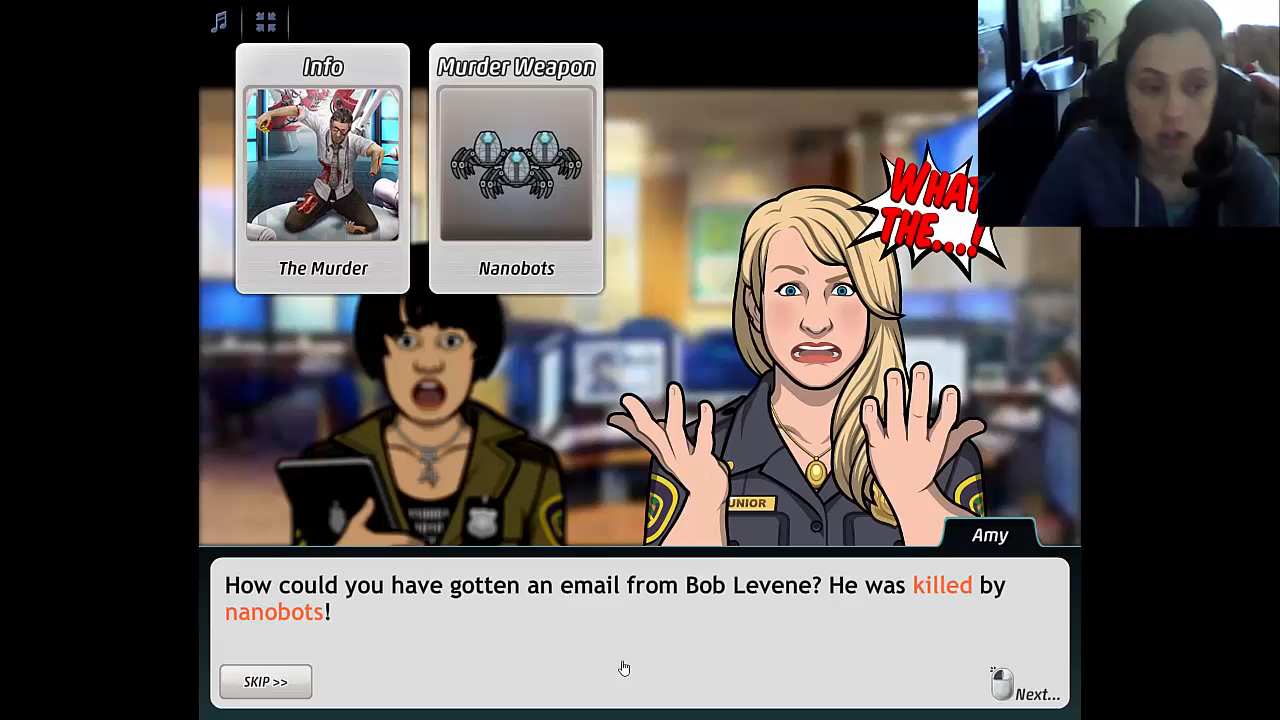 Info
Murder Weapon
The Murder
Nanobots
WHAT
THE...!
UNIOR
Amy
How could you have gotten an email from Bob Levene? He was killed by
nanobots!
SKIP >>
Next...